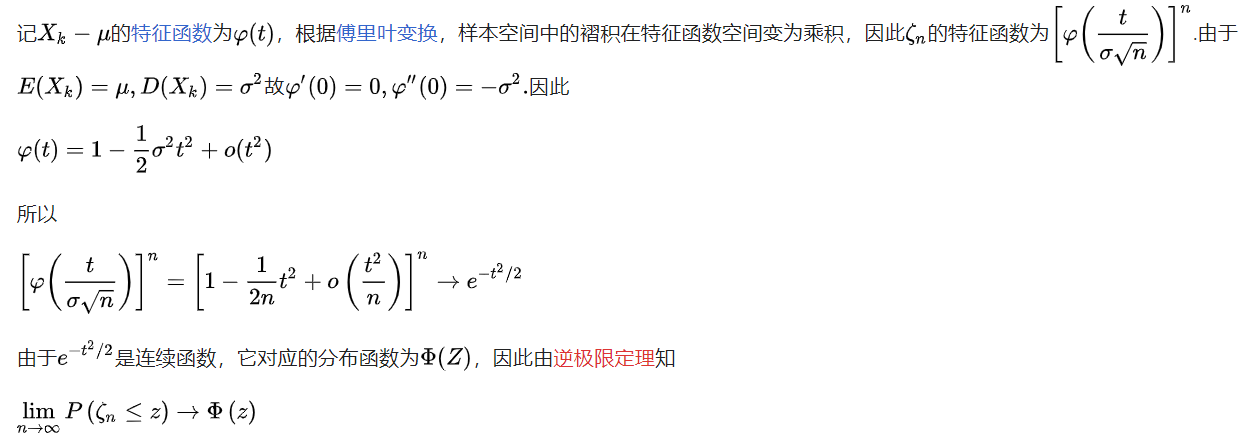 记$X_k-\mu$的特征函数为$\varphi(t)$，根据傅里叶变换，样本空间中的褶积在特征函数空间变为乘积，因此$\zeta_n$的特征函数为$\left[\varphi\left(\frac{t}{\sigma\sqrt{n}}\right)\right]^n$.由于
$E(X_k)=\mu, D(X_k)=\sigma^2$故$\varphi'(0)=0, \varphi''(0)=-\sigma^2$.因此
$\varphi(t)=1-\frac{1}{2}\sigma^2t^2+o(t^2)$
所以
$\left[\varphi\left(\frac{t}{\sigma\sqrt{n}}\right)\right]^n=\left[1-\frac{1}{2n}t^2+o\left(\frac{t^2}{n}\right)\right]^n\to e^{-t^2/2}$
由于$e^{-t^2/2}$是连续函数，它对应的分布函数为$\Phi(Z)$，因此由逆极限定理知
$\lim_{n\to\infty}P(\zeta_n\leq z)\to\Phi(z)$